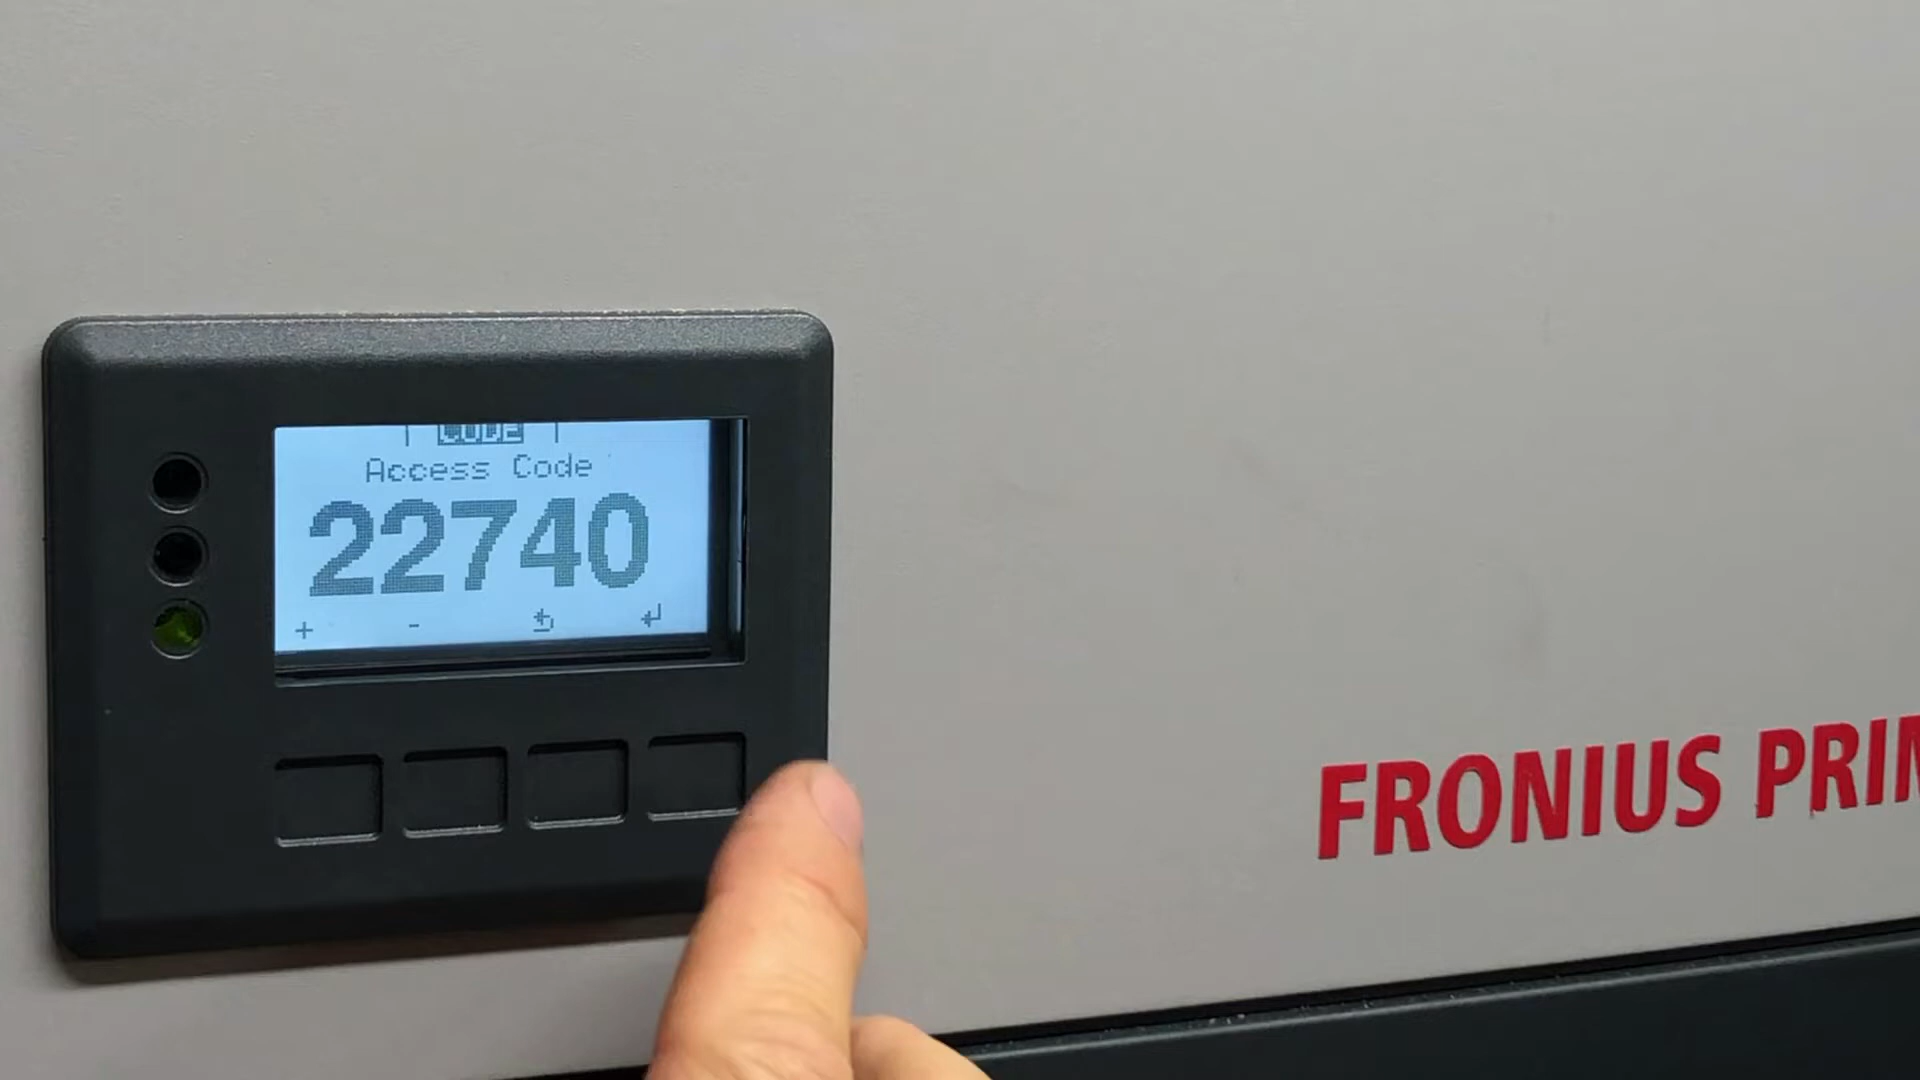 CODE
Access Code
22740
+ -
FRONIUS PRIM